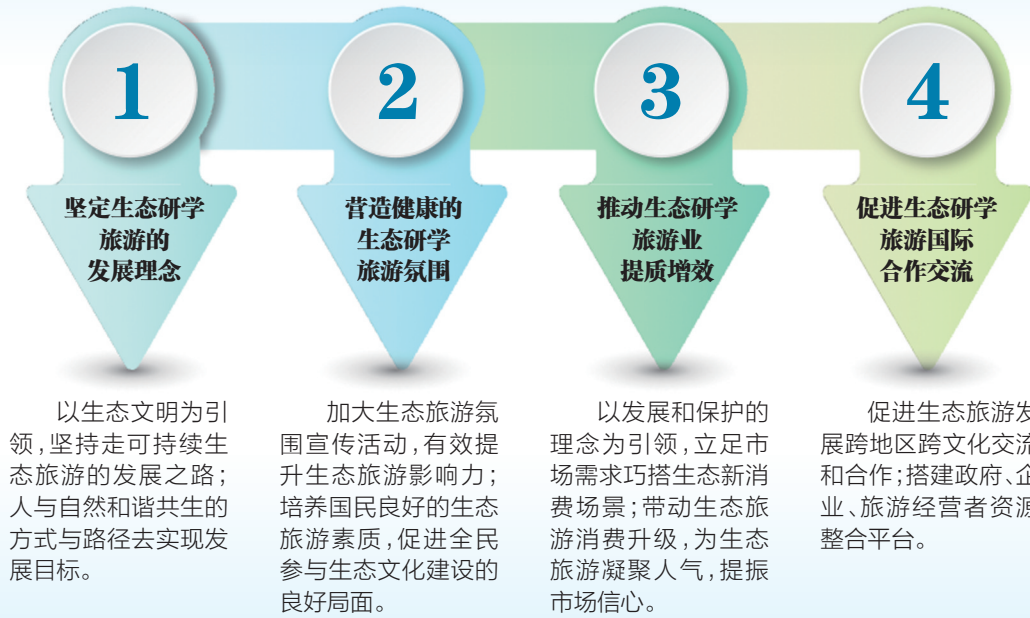 1
坚定生态研学
旅游的
发展理念
以生态文明为引
领,坚持走可持续生
态旅游的发展之路;
人与自然和谐共生的
方式与路径去实现发
展目标。
2
营造健康的
生态研学
旅游氛围
加大生态旅游氛
围宣传活动,有效提
升生态旅游影响力;
培养国民良好的生态
旅游素质,促进全民
参与生态文化建设的
良好局面。
3
推动生态研学
旅游业
提质增效
以发展和保护的
理念为引领,立足市
场需求巧搭生态新消
费场景;带动生态旅
游消费升级,为生态
旅游凝聚人气,提振
市场信心。
4
促进生态研学
旅游国际
合作交流
促进生态旅游发
展跨地区跨文化交流
和合作;搭建政府、企
业、旅游经营者资源
整合平台。